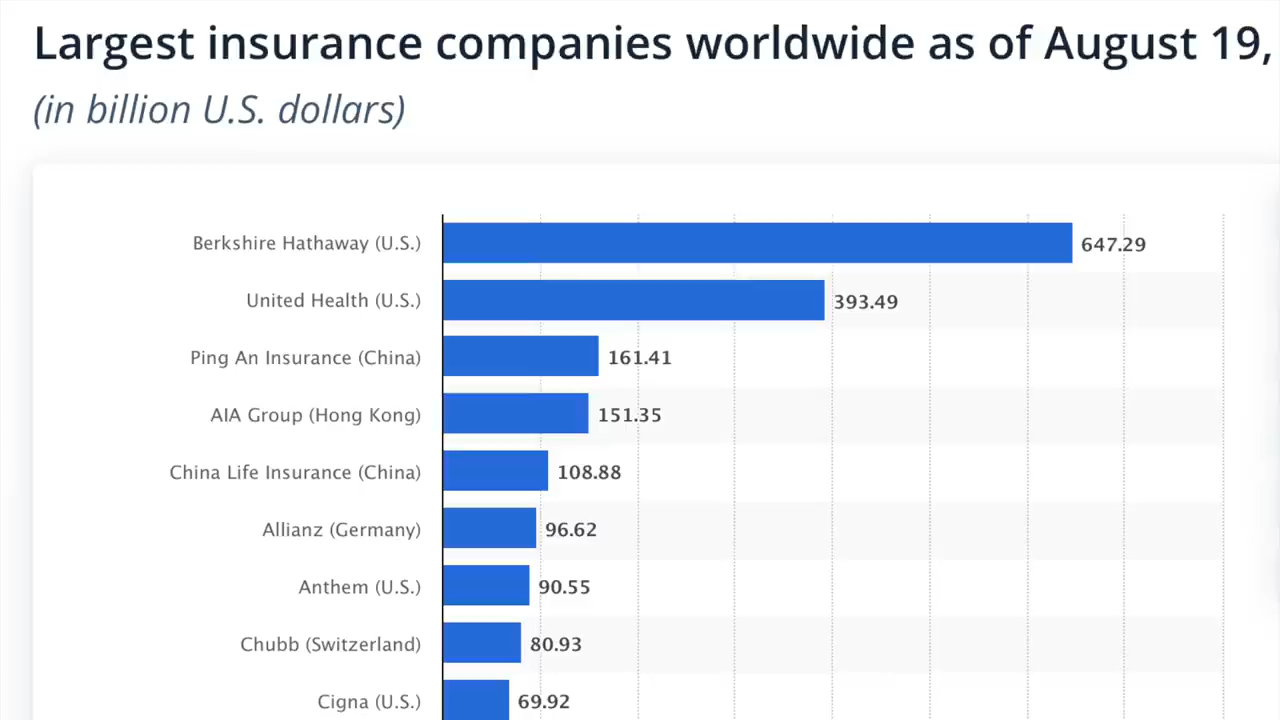 Largest insurance companies worldwide as of August 19,
(in billion U.S. dollars)
Berkshire Hathaway (U.S.) 647.29
United Health (U.S.) 393.49
Ping An Insurance (China) 161.41
AIA Group (Hong Kong) 151.35
China Life Insurance (China) 108.88
Allianz (Germany) 96.62
Anthem (U.S.) 90.55
Chubb (Switzerland) 80.93
Cigna (U.S.) 69.92